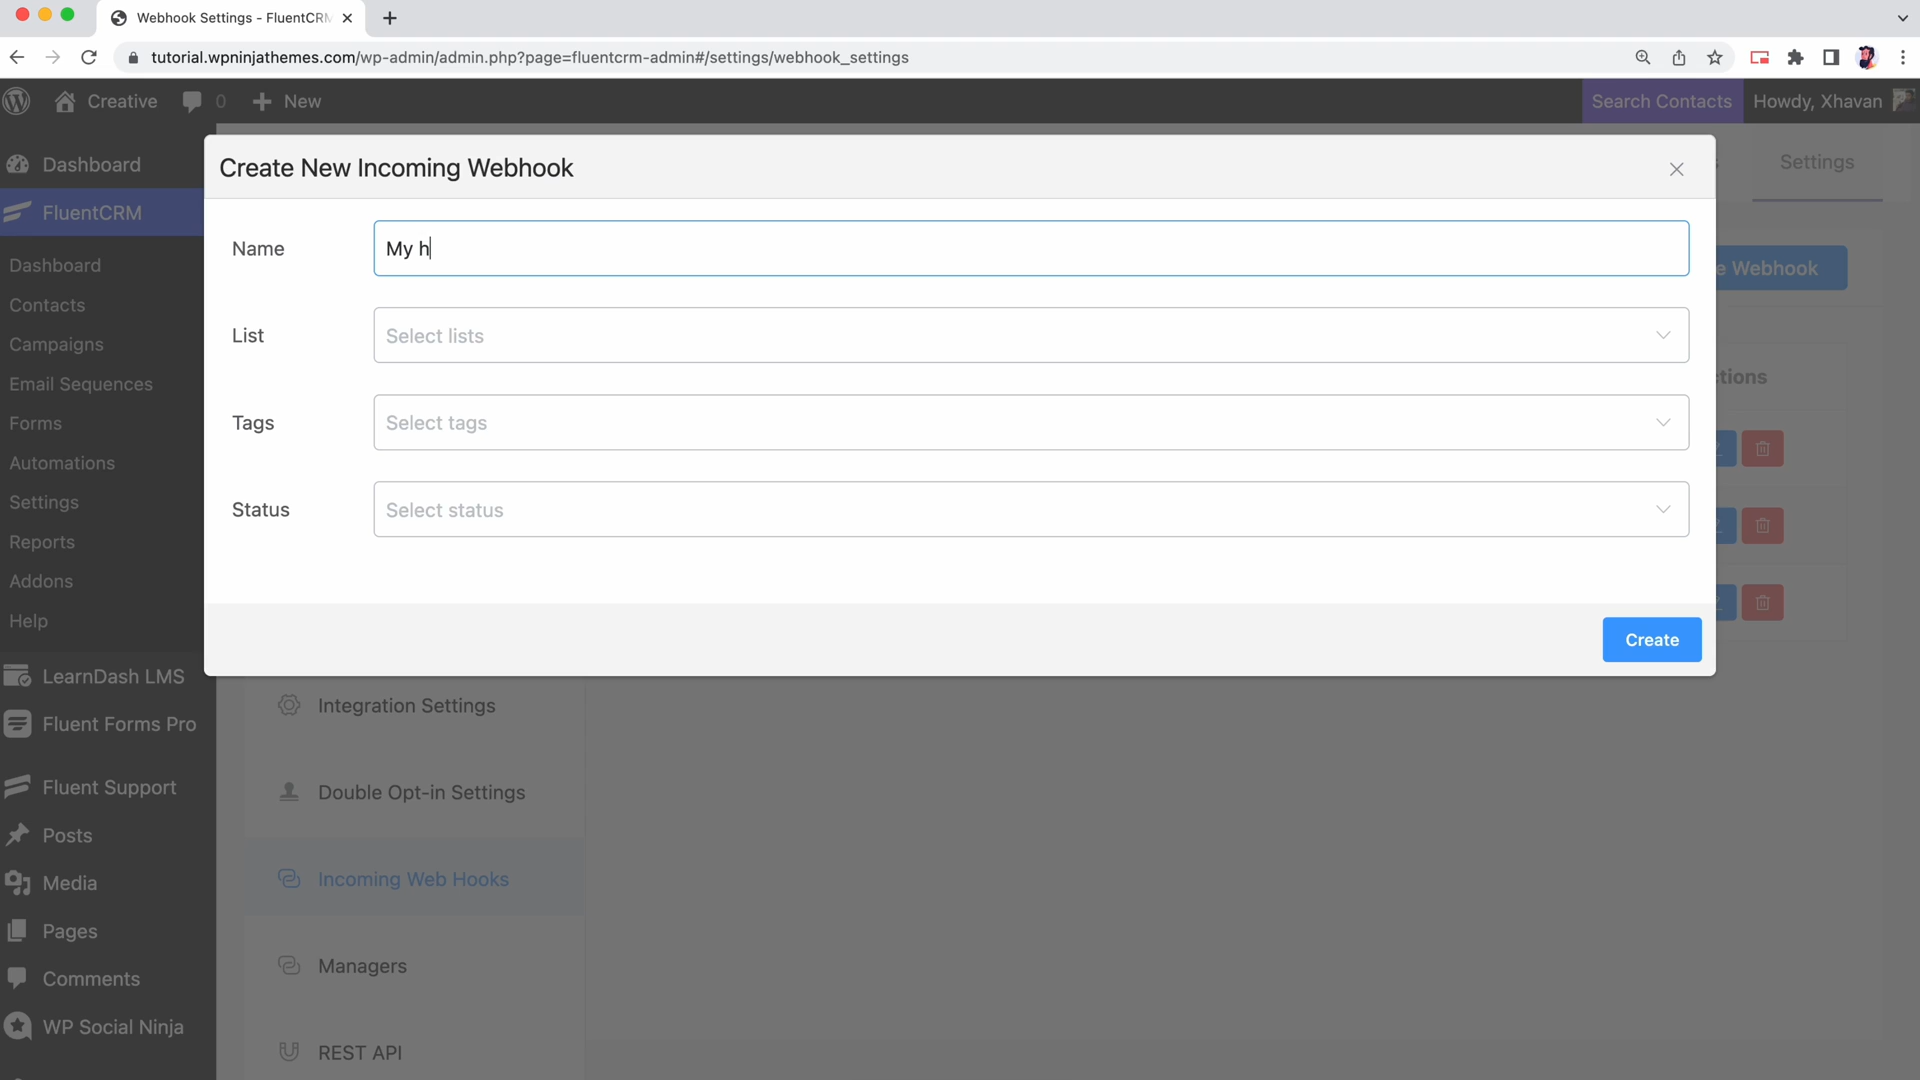 Webhook Settings - FluentCRM
tutorial.wpninjathemes.com/wp-admin/admin.php?page=fluentcrm-admin#/settings/webhook_settings
Creative 0 New Search Contacts Howdy, Xhavan
Dashboard
FluentCRM
Dashboard
Contacts
Campaigns
Email Sequences
Forms
Automations
Settings
Reports
Addons
Help
LearnDash LMS
Fluent Forms Pro
Fluent Support
Posts
Media
Pages
Comments
WP Social Ninja
Create New Incoming Webhook
Name My h
List Select lists
Tags Select tags
Status Select status
Create
Settings
e Webhook
ctions
Integration Settings
Double Opt-in Settings
Incoming Web Hooks
Managers
REST API